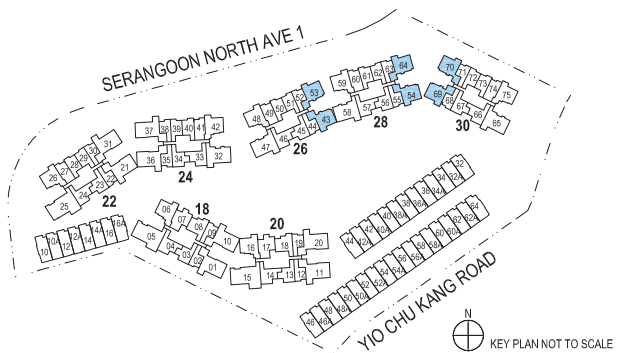 SERANGOON NORTH AVE 1
59 60 61 62 63 64
58 57 56 55 54
28
70 71 72 73 74 75
69 68 67 66 65
30
48 49 50 51 52 53
47 46 45 44 43
26
37 38 39 40 41 42
36 35 34 33 32
24
26 27 28 29 30 31
25 24 23 22 21
22
10 10A 12 12A 14 14A 16 16A
18
06 07 08 09 10
05 04 03 02 01
20
16 17 18 19 20
15 14 13 12 11
44 42A 42 40A 40 38A 38 36A 36 34A 34 32A 32
46 46A 48 48A 50 50A 52 52A 54 54A 56 56A 58 58A 60 60A 62 62A 64
YIO CHU KANG ROAD
N
KEY PLAN NOT TO SCALE